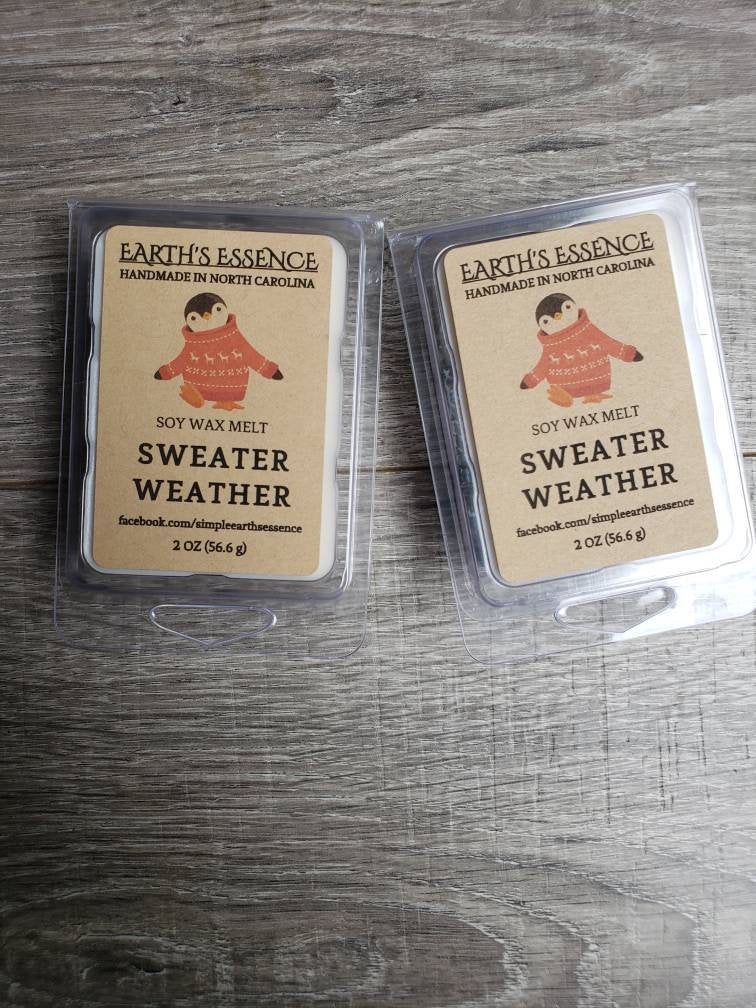 EARTH'S ESSENCE
HANDMADE IN NORTH CAROLINA
SOY WAX MELT
SWEATER
WEATHER
facebook.com/simpleearthsessence
2 OZ (56.6 g)
EARTH'S ESSENCE
HANDMADE IN NORTH CAROLINA
SOY WAX MELT
SWEATER
WEATHER
facebook.com/simpleearthsessence
2 OZ (56.6 g)